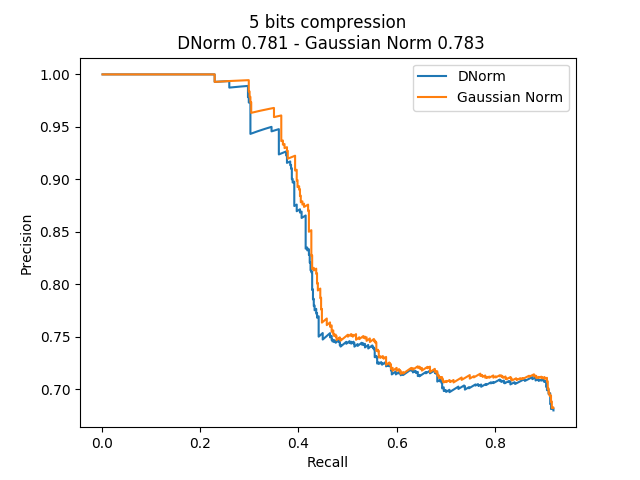 5 bits compression
DNorm 0.781 - Gaussian Norm 0.783
DNorm
Gaussian Norm
1.00
0.95
0.90
0.85
0.80
0.75
0.70
Precision
0.0
0.2
0.4
0.6
0.8
Recall